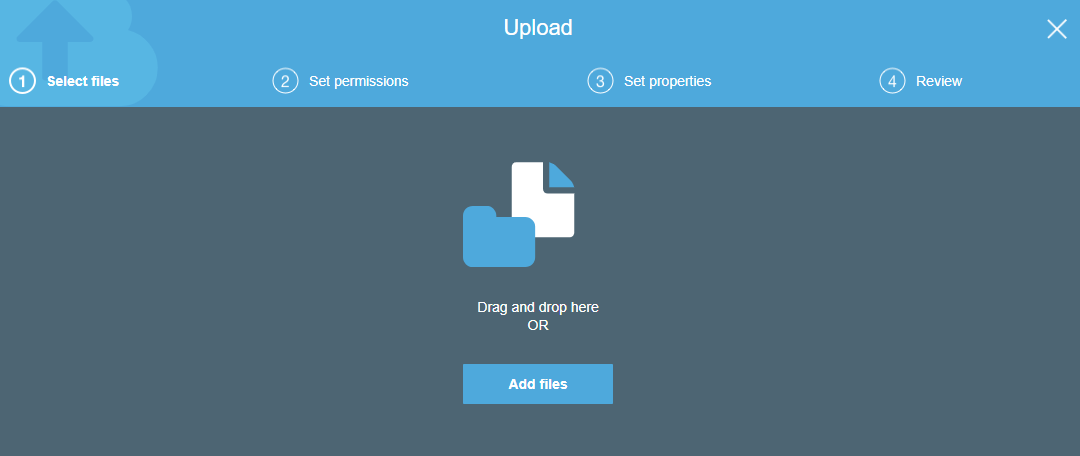 Upload
1 Select files
2 Set permissions
3 Set properties
4 Review
Drag and drop here
OR
Add files